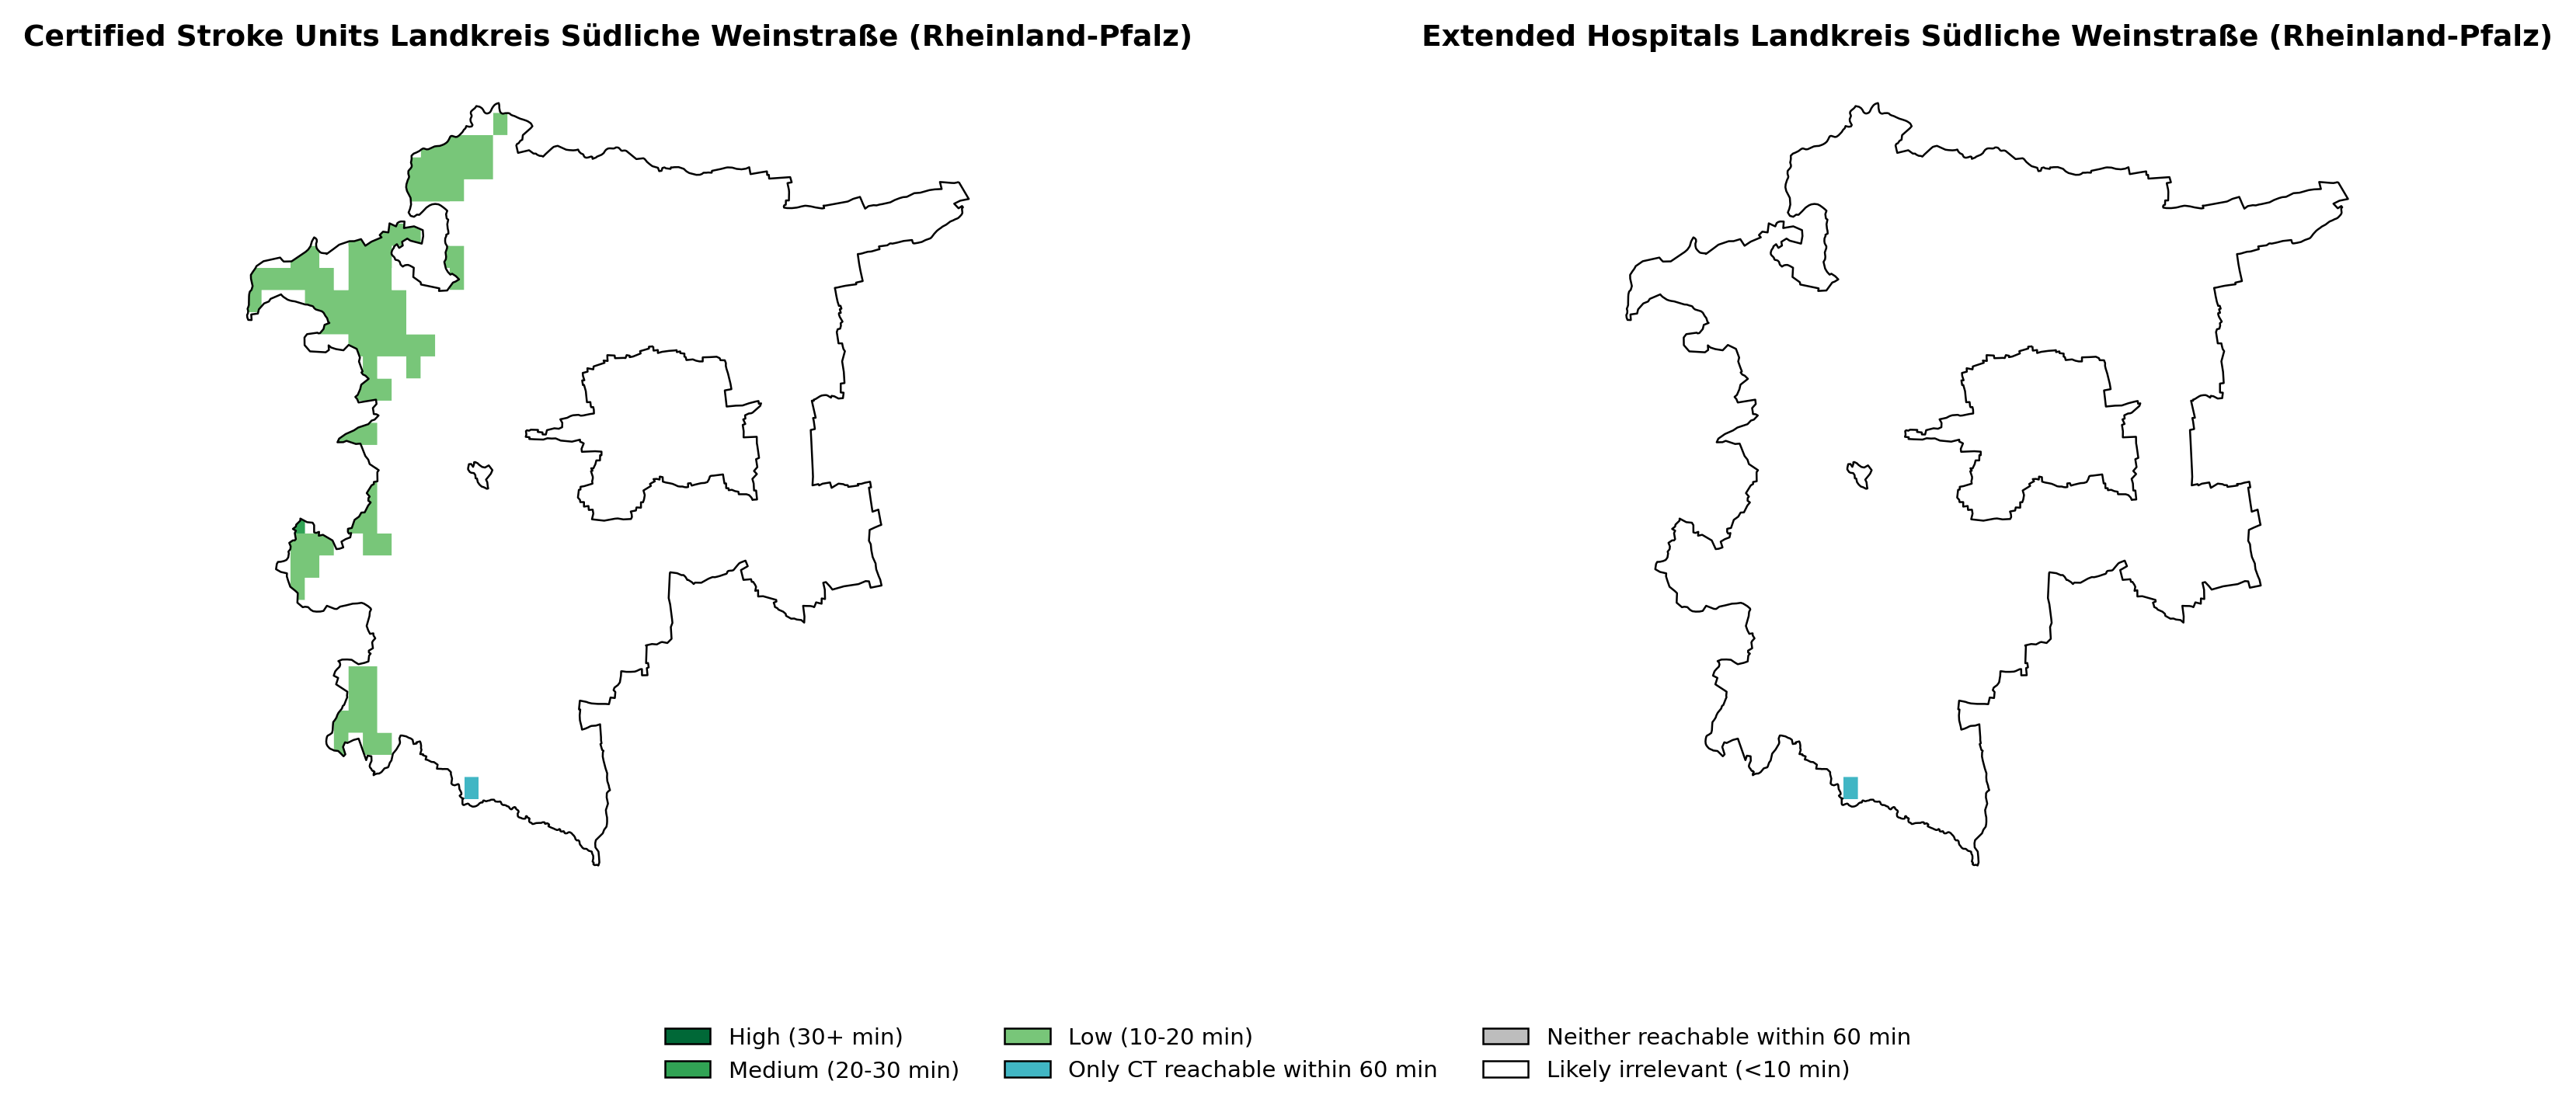 Certified Stroke Units Landkreis Südliche Weinstraße (Rheinland-Pfalz)
Extended Hospitals Landkreis Südliche Weinstraße (Rheinland-Pfalz)
High (30+ min)
Medium (20-30 min)
Low (10-20 min)
Only CT reachable within 60 min
Neither reachable within 60 min
Likely irrelevant (<10 min)